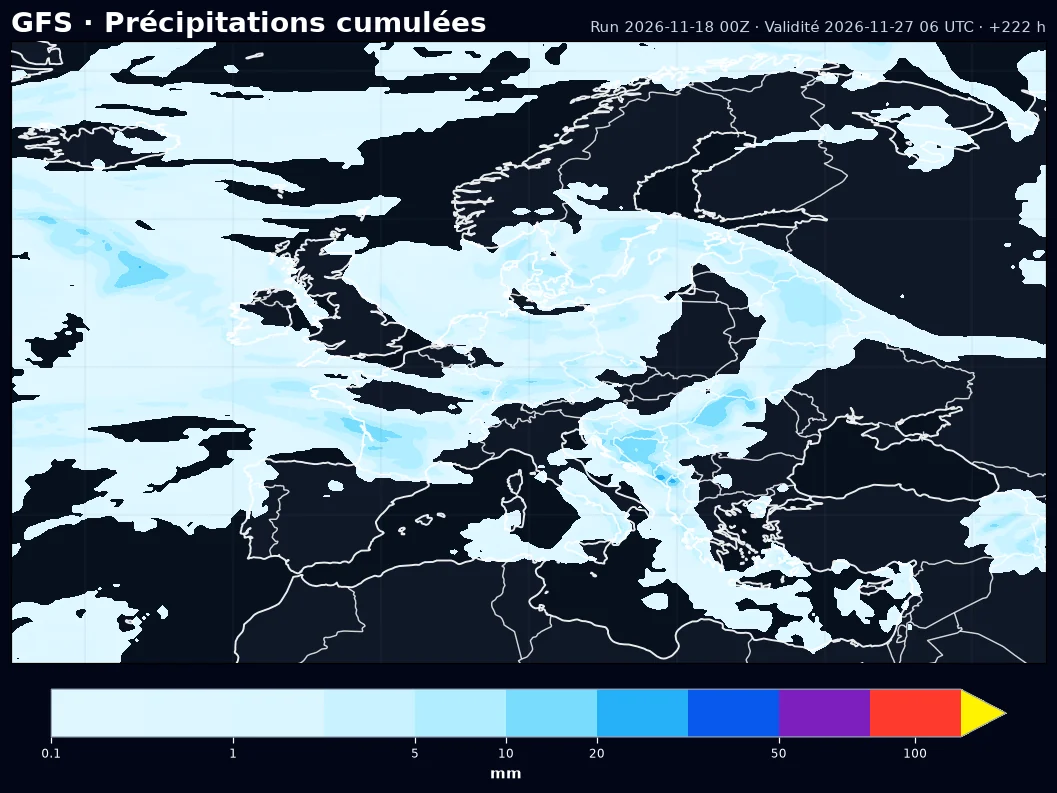 GFS · Précipitations cumulées
Run 2026-11-18 00Z · Validité 2026-11-27 06 UTC · +222 h
0.1 1 5 10 20 50 100
mm